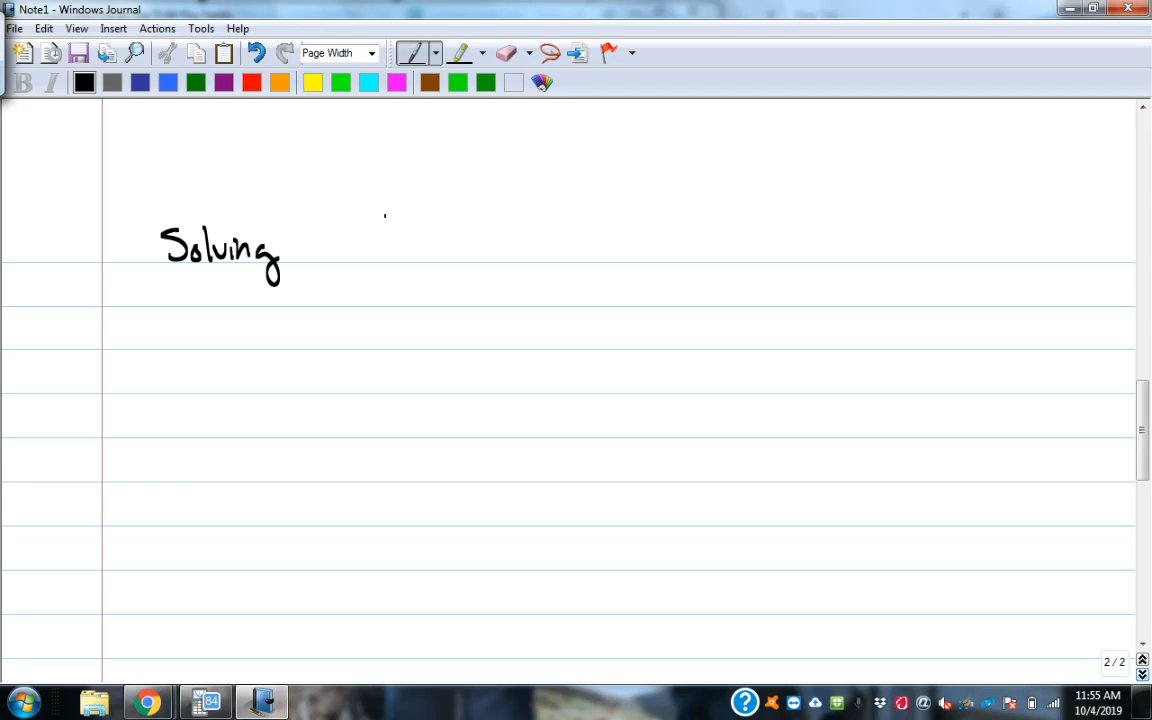 Note1 - Windows Journal
File Edit View Insert Actions Tools Help
Page Width
B I
Solving
2 / 2
84
11:55 AM
10/4/2019